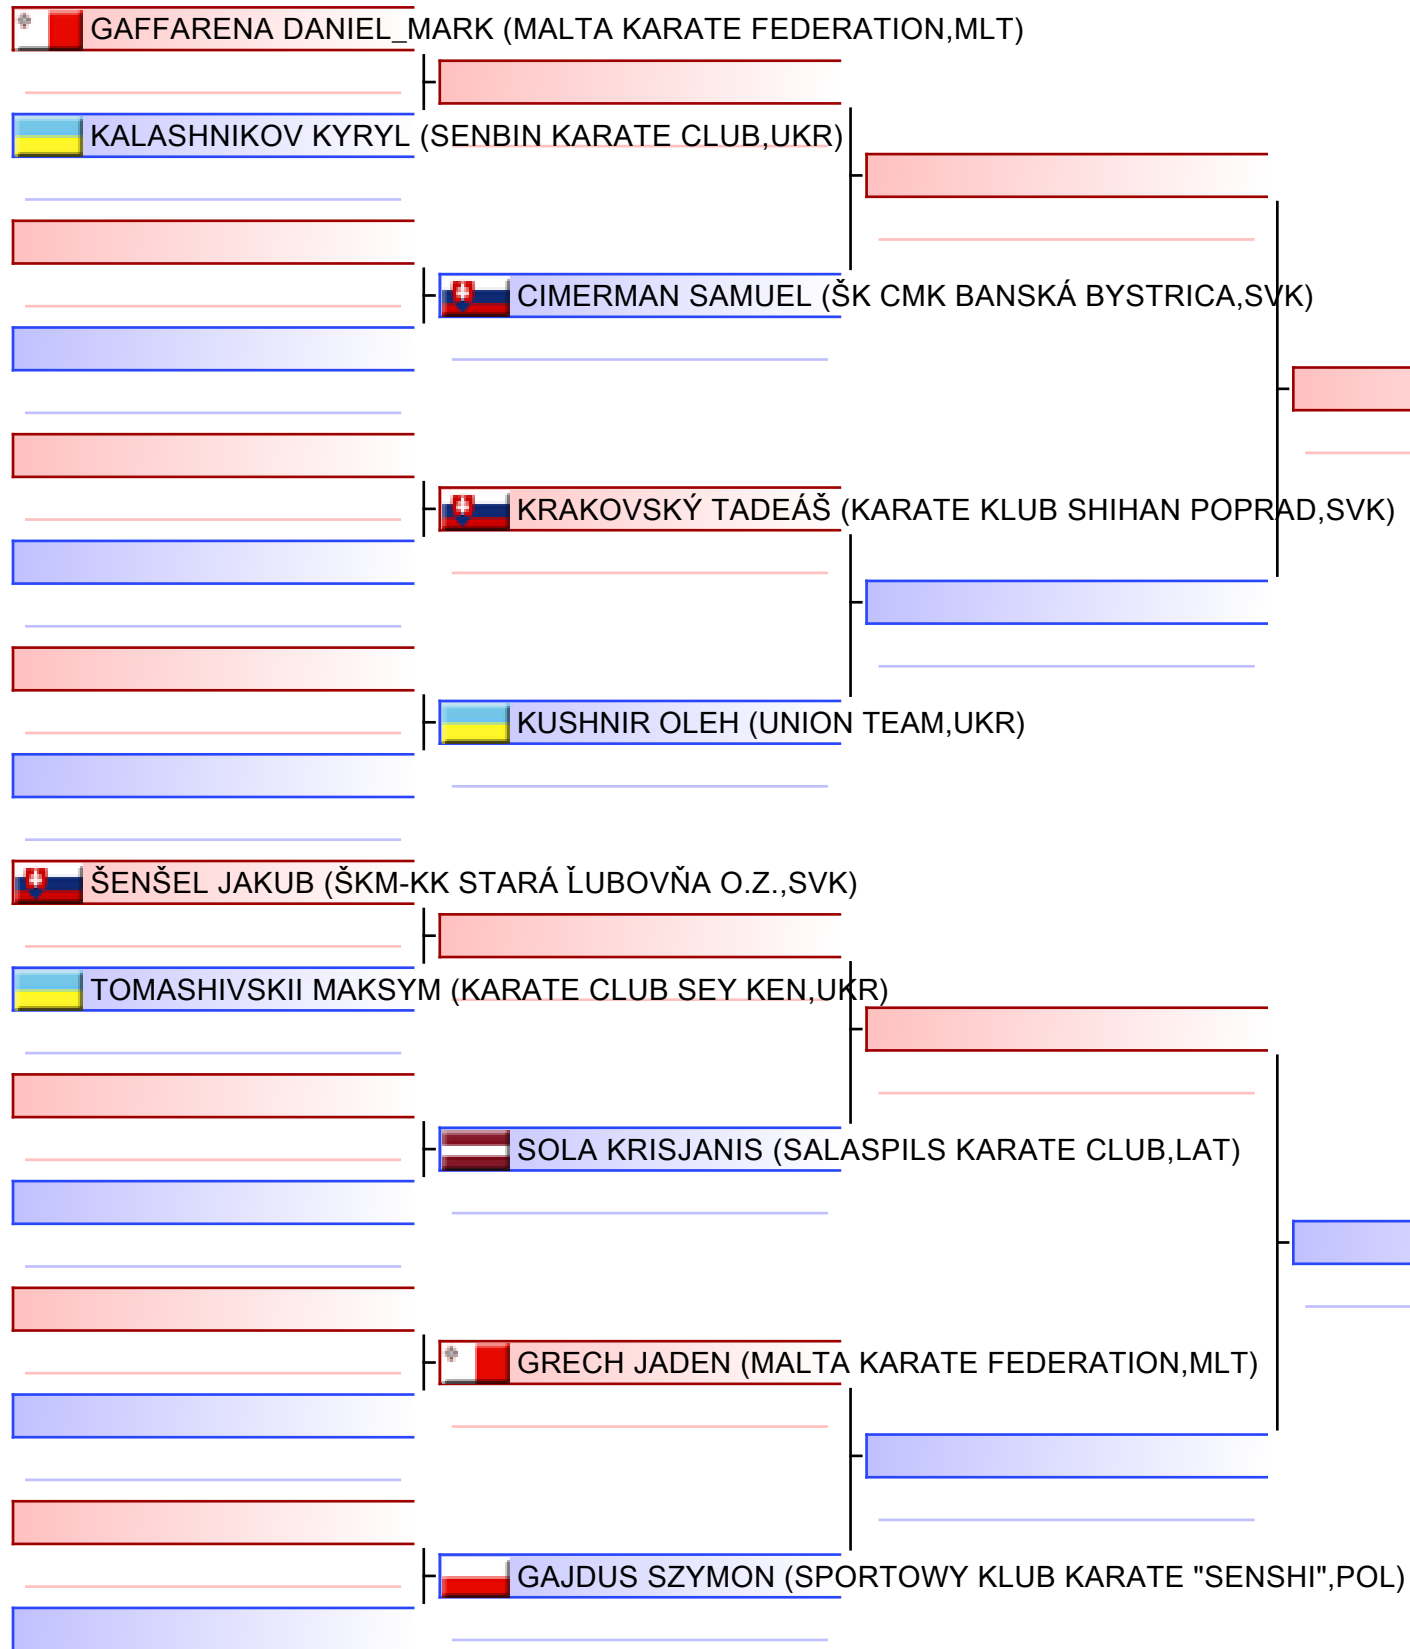 GAFFARENA DANIEL_MARK (MALTA KARATE FEDERATION,MLT)
KALASHNIKOV KYRYL (SENBIN KARATE CLUB,UKR)
CIMERMAN SAMUEL (ŠK CMK BANSKÁ BYSTRICA,SVK)
KRAKOVSKÝ TADEÁŠ (KARATE KLUB SHIHAN POPRAD,SVK)
KUSHNIR OLEH (UNION TEAM,UKR)
ŠENŠEL JAKUB (ŠKM-KK STARÁ ĽUBOVŇA O.Z.,SVK)
TOMASHIVSKII MAKSYM (KARATE CLUB SEY KEN,UKR)
SOLA KRISJANIS (SALASPILS KARATE CLUB,LAT)
GRECH JADEN (MALTA KARATE FEDERATION,MLT)
GAJDUS SZYMON (SPORTOWY KLUB KARATE "SENSHI",POL)